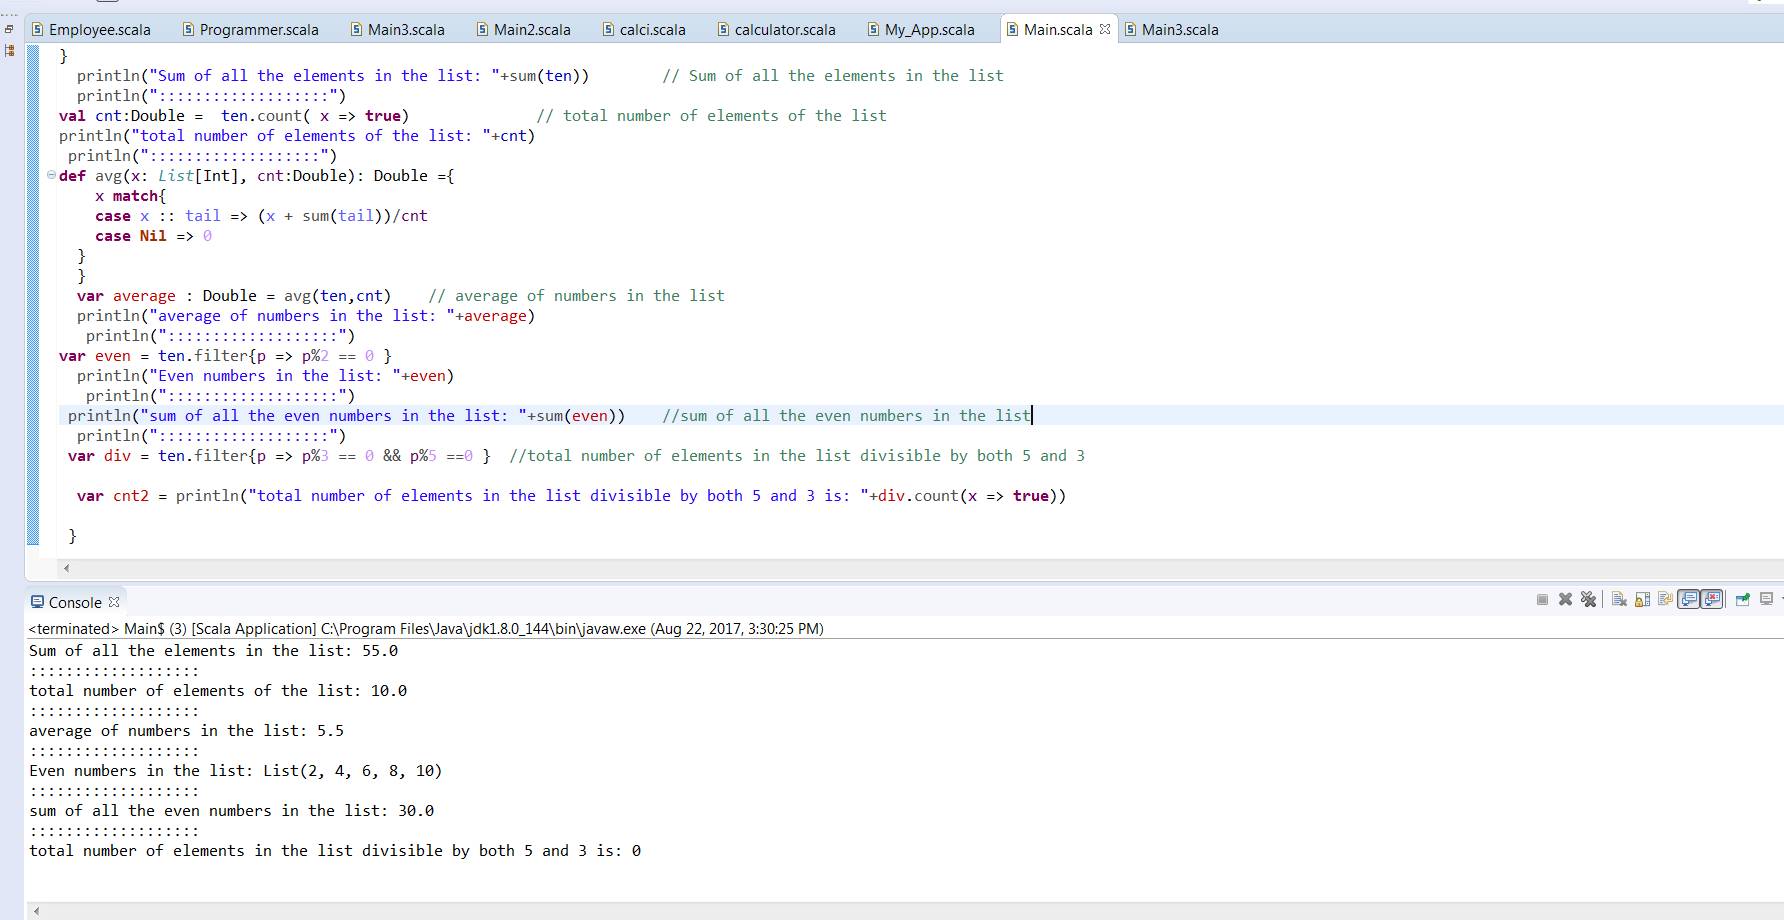 Employee.scala Programmer.scala Main3.scala Main2.scala calci.scala calculator.scala My_App.scala Main.scala Main3.scala
}
println("Sum of all the elements in the list: "+sum(ten)) // Sum of all the elements in the list
println(":::::::::::::::::::")
val cnt:Double = ten.count( x => true) // total number of elements of the list
println("total number of elements of the list: "+cnt)
println(":::::::::::::::::::")
def avg(x: List[Int], cnt:Double): Double ={
x match{
case x :: tail => (x + sum(tail))/cnt
case Nil => 0
}
}
var average : Double = avg(ten,cnt) // average of numbers in the list
println("average of numbers in the list: "+average)
println(":::::::::::::::::::")
var even = ten.filter{p => p%2 == 0 }
println("Even numbers in the list: "+even)
println(":::::::::::::::::::")
println("sum of all the even numbers in the list: "+sum(even)) //sum of all the even numbers in the list
println(":::::::::::::::::::")
var div = ten.filter{p => p%3 == 0 && p%5 ==0 } //total number of elements in the list divisible by both 5 and 3
var cnt2 = println("total number of elements in the list divisible by both 5 and 3 is: "+div.count(x => true))
}
Console
<terminated> Main$ (3) [Scala Application] C:\Program Files\Java\jdk1.8.0_144\bin\javaw.exe (Aug 22, 2017, 3:30:25 PM)
Sum of all the elements in the list: 55.0
:::::::::::::::::::
total number of elements of the list: 10.0
:::::::::::::::::::
average of numbers in the list: 5.5
:::::::::::::::::::
Even numbers in the list: List(2, 4, 6, 8, 10)
:::::::::::::::::::
sum of all the even numbers in the list: 30.0
:::::::::::::::::::
total number of elements in the list divisible by both 5 and 3 is: 0